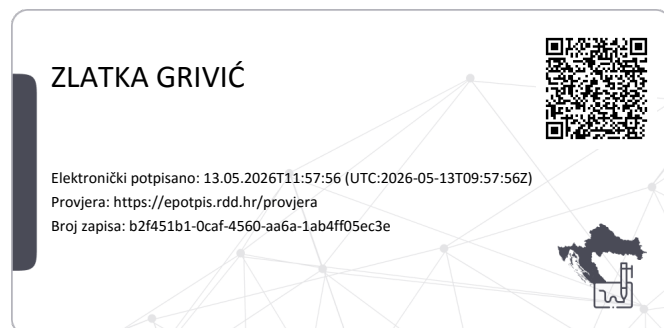 ZLATKA GRIVIĆ
Elektronički potpisano: 13.05.2026T11:57:56 (UTC:2026-05-13T09:57:56Z)
Provjera: https://epotpis.rdd.hr/provjera
Broj zapisa: b2f451b1-0caf-4560-aa6a-1ab4ff05ec3e